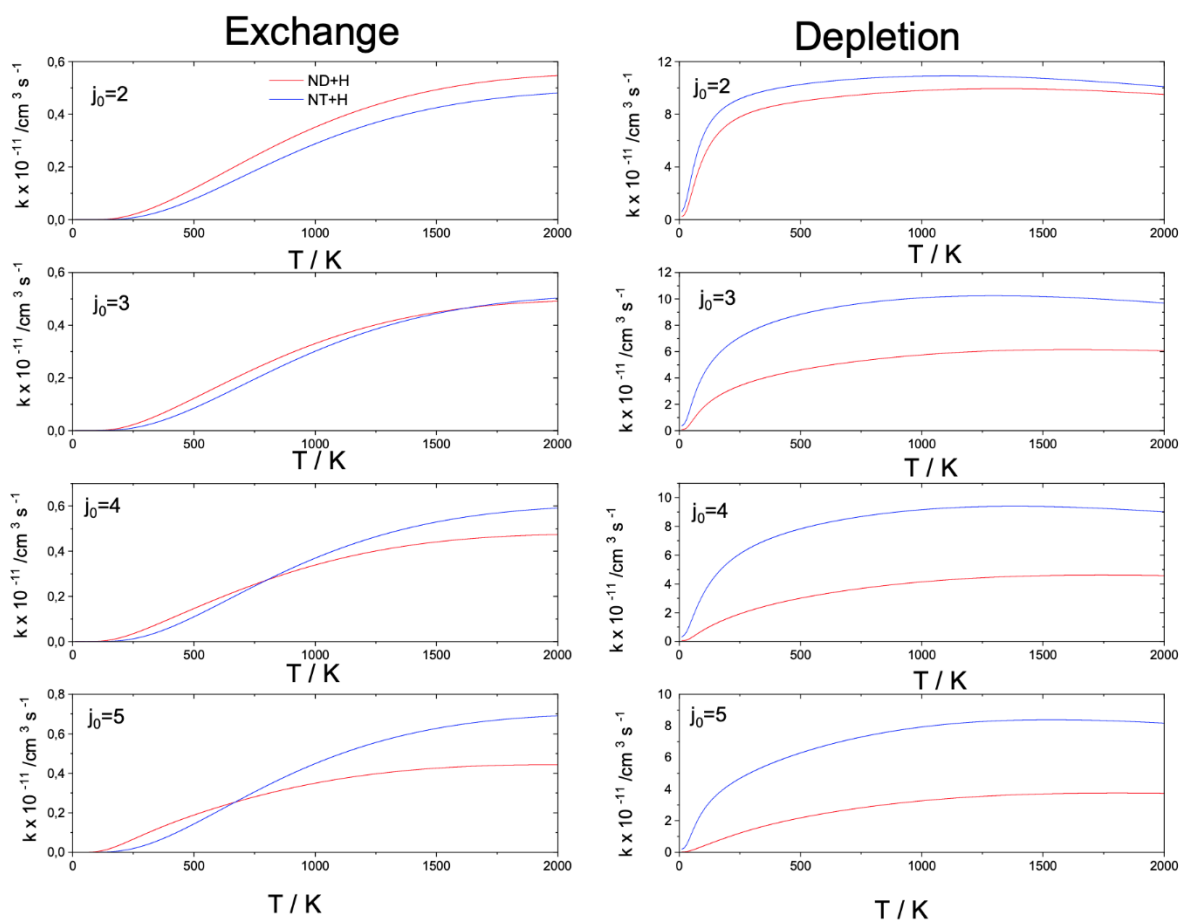 Exchange
Depletion
k x 10 -11 /cm 3 s -1
0,6
0,4
0,2
0,0
j0=2
ND+H
NT+H
0 500 1000 1500 2000
T / K
k x 10 -11 /cm 3 s -1
12
10
8
6
4
2
0
j0=2
0 500 1000 1500 2000
T / K
k x 10 -11 /cm 3 s -1
0,6
0,4
0,2
0,0
j0=3
500 1000 1500 2000
T / K
k x 10 -11 /cm 3 s -1
12
10
8
6
4
2
0
j0=3
0 500 1000 1500 2000
T / K
k x 10 -11 /cm 3 s -1
0,6
0,4
0,2
0,0
j0=4
500 1000 1500 2000
T / K
k x 10 -11 /cm 3 s -1
10
8
6
4
2
0
j0=4
0 500 1000 1500 2000
T / K
k x 10 -11 /cm 3 s -1
0,8
0,6
0,4
0,2
0,0
j0=5
500 1000 1500 2000
T / K
k x 10 -11 /cm 3 s -1
10
8
6
4
2
0
j0=5
0 500 1000 1500 2000
T / K